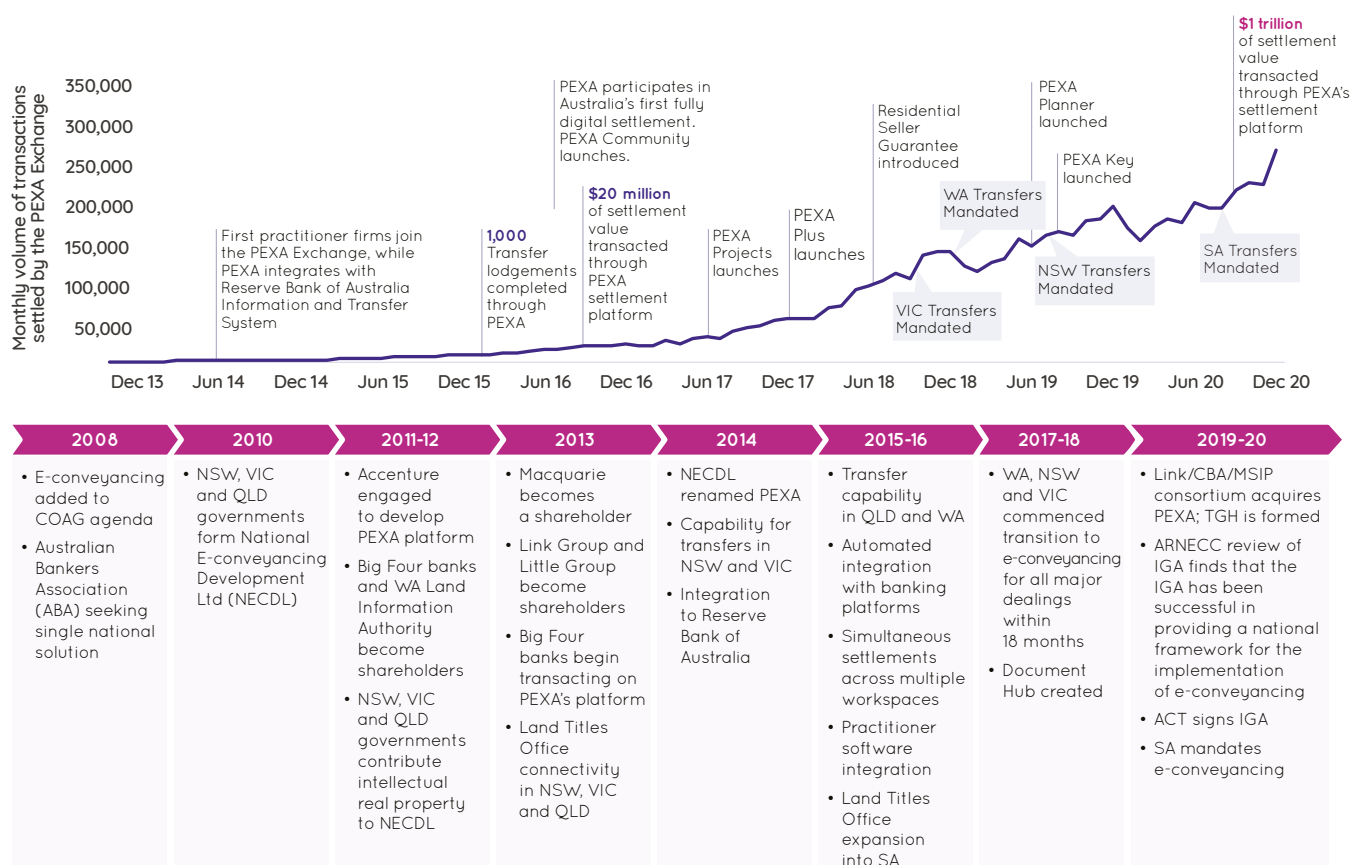 Monthly volume of transactions
settled by the PEXA Exchange
350,000
300,000
250,000
200,000
150,000
100,000
50,000
First practitioner firms join
the PEXA Exchange, while
PEXA integrates with
Reserve Bank of Australia
Information and Transfer
System
1,000
Transfer
lodgements
completed
through
PEXA
PEXA participates in
Australia's first fully
digital settlement.
PEXA Community
launches.
$20 million
of settlement
value
transacted
through
PEXA
settlement
platform
PEXA
Projects
launches
PEXA
Plus
launches
Residential
Seller
Guarantee
introduced
VIC Transfers
Mandated
WA Transfers
Mandated
PEXA
Planner
launched
PEXA Key
launched
NSW Transfers
Mandated
SA Transfers
Mandated
$1 trillion
of settlement
value
transacted
through PEXA's
settlement
platform
Dec 13
Jun 14
Dec 14
Jun 15
Dec 15
Jun 16
Dec 16
Jun 17
Dec 17
Jun 18
Dec 18
Jun 19
Dec 19
Jun 20
Dec 20
2008
• E-conveyancing
added to
COAG agenda
• Australian
Bankers
Association
(ABA) seeking
single national
solution
2010
• NSW, VIC
and QLD
governments
form National
E-conveyancing
Development
Ltd (NECDL)
2011-12
• Accenture
engaged
to develop
PEXA platform
• Big Four banks
and WA Land
Information
Authority
become
shareholders
• NSW, VIC
and QLD
governments
contribute
intellectual
real property
to NECDL
2013
• Macquarie
becomes
a shareholder
• Link Group and
Little Group
become
shareholders
• Big Four
banks begin
transacting on
PEXA's platform
• Land Titles
Office
connectivity
in NSW, VIC
and QLD
2014
• NECDL
renamed PEXA
• Capability for
transfers in
NSW and VIC
• Integration
to Reserve
Bank of
Australia
2015-16
• Transfer
capability
in QLD and WA
• Automated
integration
with banking
platforms
• Simultaneous
settlements
across multiple
workspaces
• Practitioner
software
integration
• Land Titles
Office
expansion
into SA
2017-18
• WA, NSW
and VIC
commenced
transition to
e-conveyancing
for all major
dealings
within
18 months
• Document
Hub created
2019-20
• Link/CBA/MSIP
consortium acquires
PEXA; TGH is formed
• ARNECC review of
IGA finds that the
IGA has been
successful in
providing a national
framework for the
implementation
of e-conveyancing
• ACT signs IGA
• SA mandates
e-conveyancing